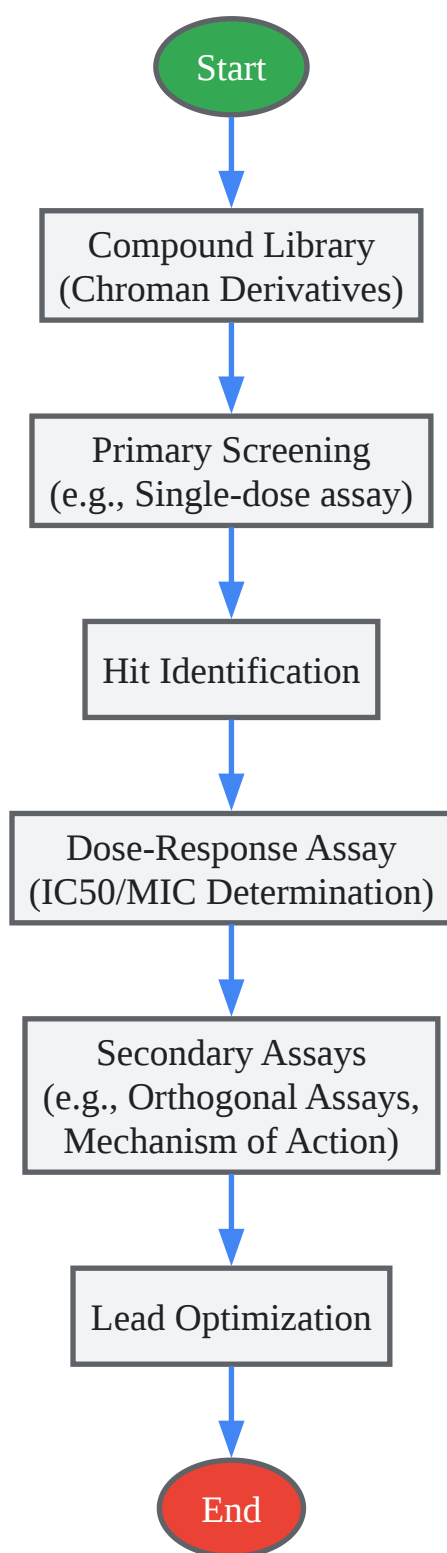 Start
Compound Library
(Chroman Derivatives)
Primary Screening
(e.g., Single-dose assay)
Hit Identification
Dose-Response Assay
(IC50/MIC Determination)
Secondary Assays
(e.g., Orthogonal Assays,
Mechanism of Action)
Lead Optimization
End